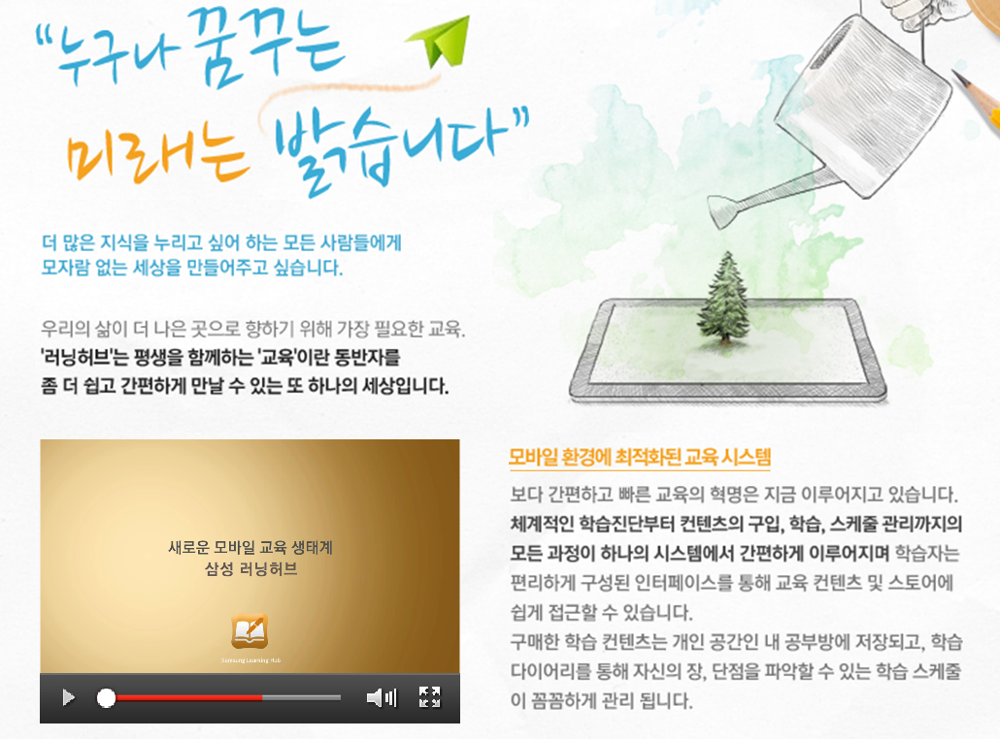 “누구나 꿈꾸는
미래는 밝습니다”
더 많은 지식을 누리고 싶어 하는 모든 사람들에게
모자람 없는 세상을 만들어주고 싶습니다.
우리의 삶이 더 나은 곳으로 향하기 위해 가장 필요한 교육.
'러닝허브'는 평생을 함께하는 '교육'이란 동반자를
좀 더 쉽고 간편하게 만날 수 있는 또 하나의 세상입니다.
새로운 모바일 교육 생태계
삼성 러닝허브
Samsung Learning Hub
모바일 환경에 최적화된 교육 시스템
보다 간편하고 빠른 교육의 혁명은 지금 이루어지고 있습니다.
체계적인 학습진단부터 컨텐츠의 구입, 학습, 스케줄 관리까지의
모든 과정이 하나의 시스템에서 간편하게 이루어지며 학습자는
편리하게 구성된 인터페이스를 통해 교육 컨텐츠 및 스토어에
쉽게 접근할 수 있습니다.
구매한 학습 컨텐츠는 개인 공간인 내 공부방에 저장되고, 학습
다이어리를 통해 자신의 장, 단점을 파악할 수 있는 학습 스케줄
이 꼼꼼하게 관리 됩니다.